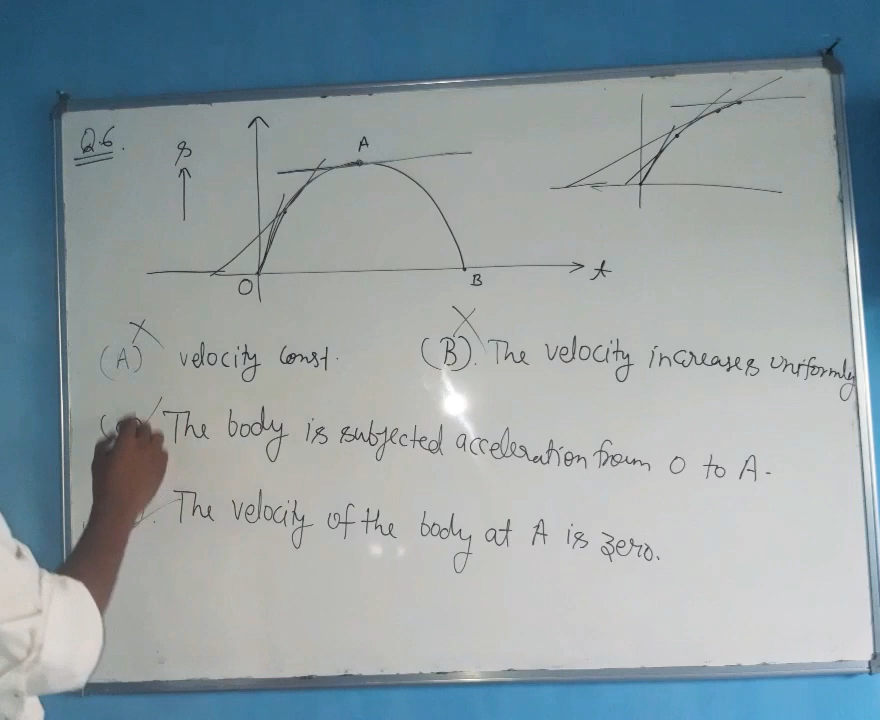 Q.6.
s
A
O
B
t
(A) velocity const.
(B). The velocity increases uniformly
The body is subjected acceleration from O to A.
The velocity of the body at A is zero.